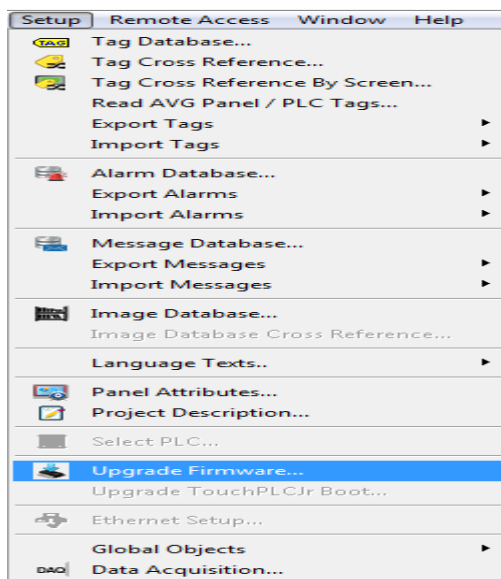 Setup Remote Access Window Help
TAG Tag Database...
Tag Cross Reference...
Tag Cross Reference By Screen...
Read AVG Panel / PLC Tags...
Export Tags
Import Tags
Alarm Database...
Export Alarms
Import Alarms
Message Database...
Export Messages
Import Messages
Image Database...
Image Database Cross Reference...
Language Texts..
Panel Attributes...
Project Description...
Select PLC...
Upgrade Firmware...
Upgrade TouchPLCJr Boot...
Ethernet Setup...
Global Objects
DAQ Data Acquisition...